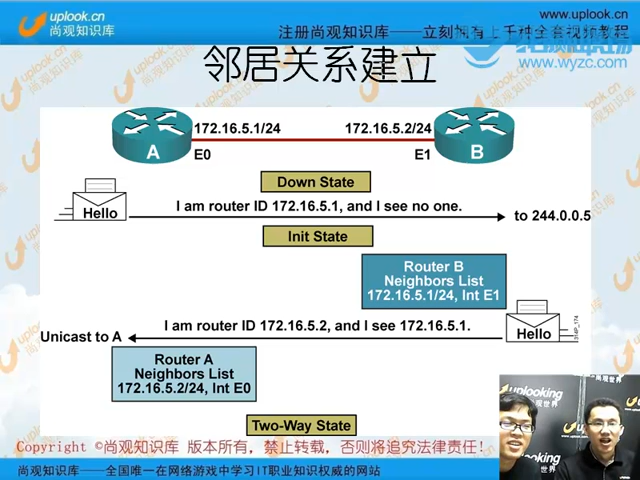 uplook.cn
尚观知识库
www.uplook.cn
注册尚观知识库——立刻拥有上千种全套视频教程
www.wyzc.com
邻居关系建立
172.16.5.1/24
172.16.5.2/24
A
B
E0
E1
Down State
Hello
I am router ID 172.16.5.1, and I see no one.
to 244.0.0.5
Init State
Router B
Neighbors List
172.16.5.1/24, Int E1
I am router ID 172.16.5.2, and I see 172.16.5.1.
Hello
Unicast to A
Router A
Neighbors List
172.16.5.2/24, Int E0
Two-Way State
uplooking
尚观世界
uplooking
Copyright ©尚观知识库 版本所有，禁止转载，否则将追究法律责任！
尚观知识库——全国唯一在网络游戏中学习IT职业知识权威的网站